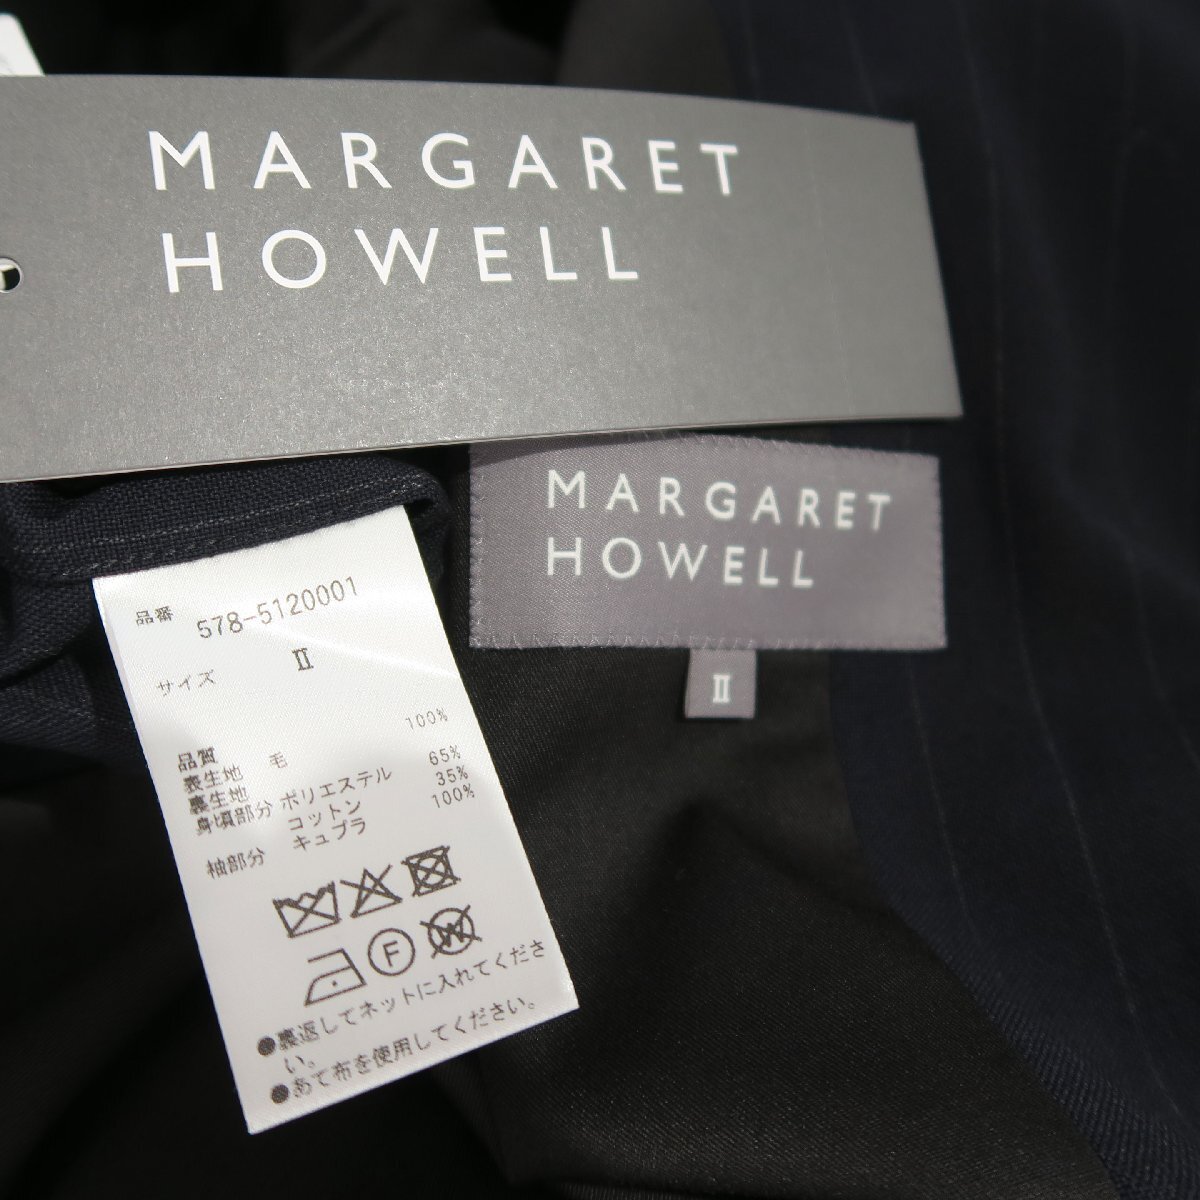 MARGARET
HOWELL
MARGARET
HOWELL
II
品番 578-5120001
サイズ II
品質
表生地 毛 100%
裏生地
身頃部分 ポリエステル 65%
コットン 35%
袖部分 キュプラ 100%
F W
●裏返してネットに入れてくださ
い。
●あて布を使用してください。